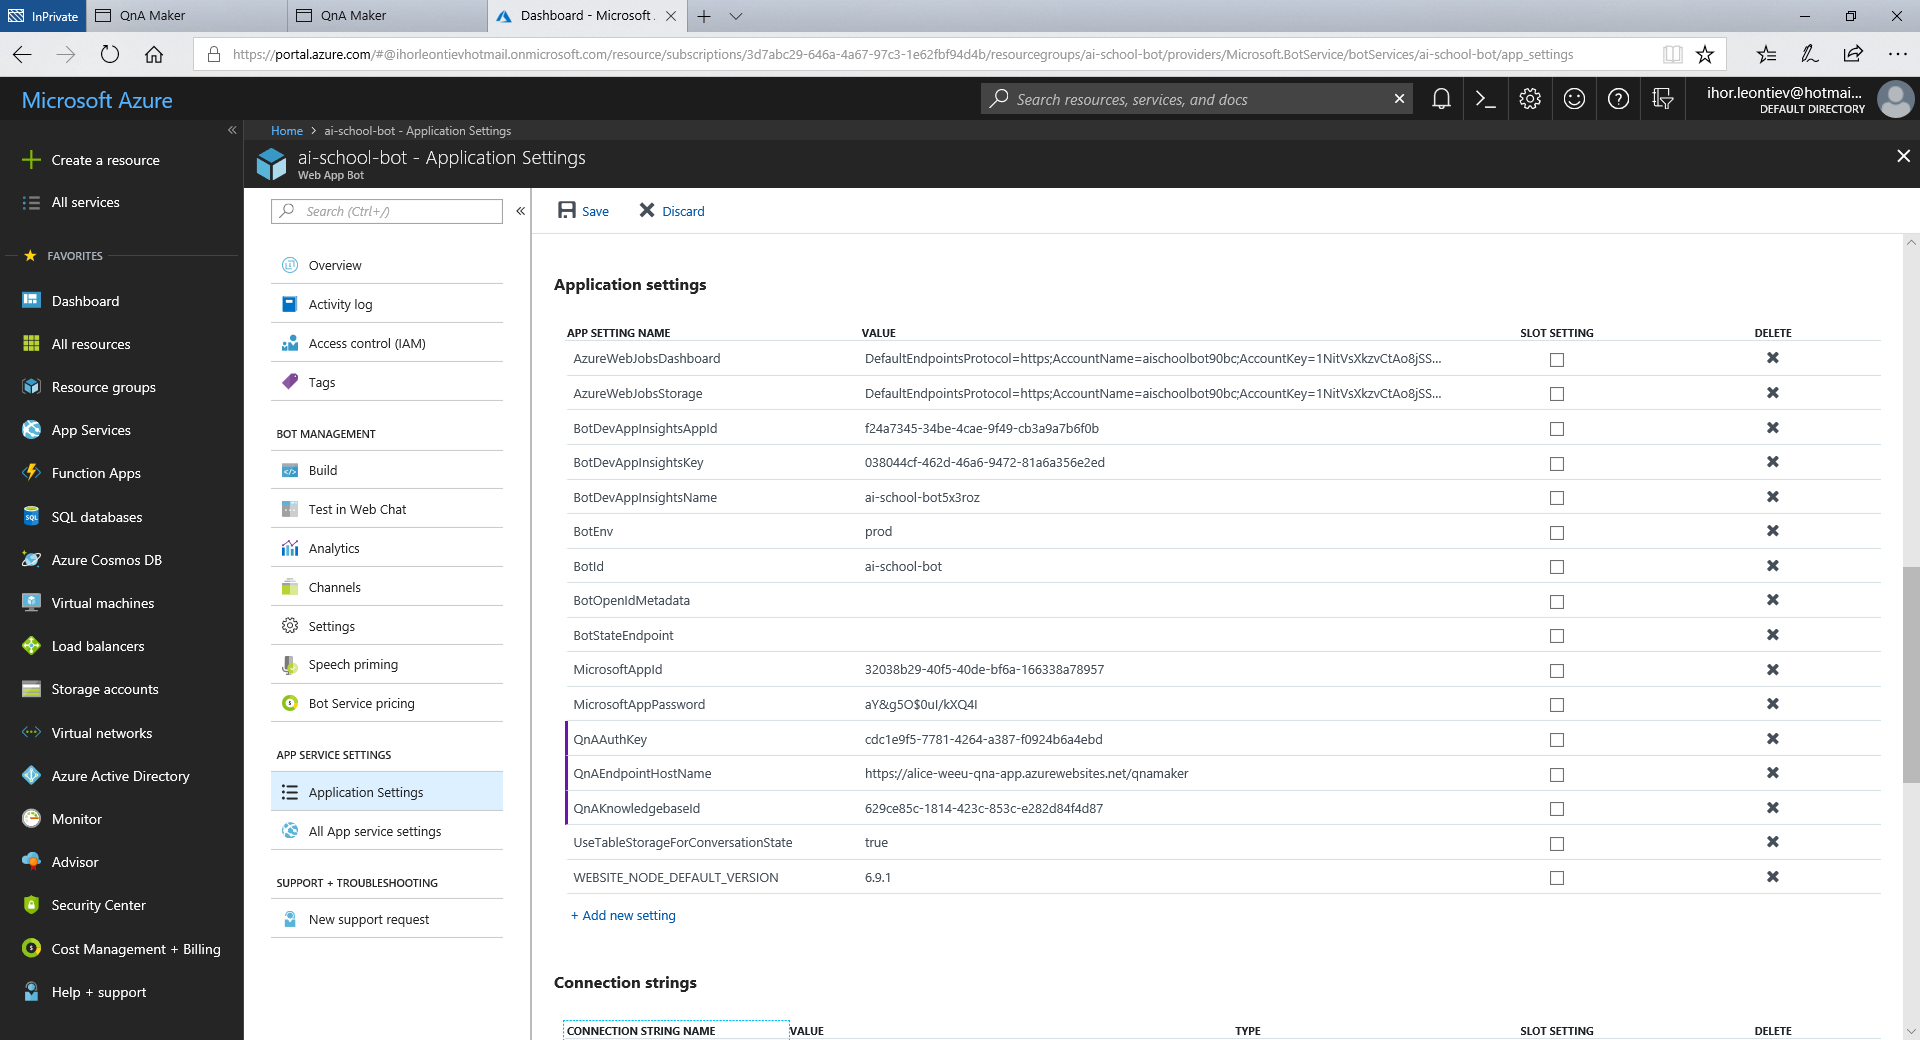 InPrivate QnA Maker QnA Maker Dashboard - Microsoft .
https://portal.azure.com/#@ihorleontievhotmail.onmicrosoft.com/resource/subscriptions/3d7abc29-646a-4a67-97c3-1e62fbf94d4b/resourcegroups/ai-school-bot/providers/Microsoft.BotService/botServices/ai-school-bot/app_settings
Microsoft Azure
Search resources, services, and docs
ihor.leontiev@hotmai...
DEFAULT DIRECTORY
Create a resource
All services
FAVORITES
Dashboard
All resources
Resource groups
App Services
Function Apps
SQL databases
Azure Cosmos DB
Virtual machines
Load balancers
Storage accounts
Virtual networks
Azure Active Directory
Monitor
Advisor
Security Center
Cost Management + Billing
Help + support
Home > ai-school-bot - Application Settings
ai-school-bot - Application Settings
Web App Bot
Search (Ctrl+/)
Overview
Activity log
Access control (IAM)
Tags
BOT MANAGEMENT
Build
Test in Web Chat
Analytics
Channels
Settings
Speech priming
Bot Service pricing
APP SERVICE SETTINGS
Application Settings
All App service settings
SUPPORT + TROUBLESHOOTING
New support request
Save Discard
Application settings
APP SETTING NAME VALUE SLOT SETTING DELETE
AzureWebJobsDashboard DefaultEndpointsProtocol=https;AccountName=aischoolbot90bc;AccountKey=1NitVsXkzvCtAo8jSS...
AzureWebJobsStorage DefaultEndpointsProtocol=https;AccountName=aischoolbot90bc;AccountKey=1NitVsXkzvCtAo8jSS...
BotDevAppInsightsAppId f24a7345-34be-4cae-9f49-cb3a9a7b6f0b
BotDevAppInsightsKey 038044cf-462d-46a6-9472-81a6a356e2ed
BotDevAppInsightsName ai-school-bot5x3roz
BotEnv prod
BotId ai-school-bot
BotOpenIdMetadata
BotStateEndpoint
MicrosoftAppId 32038b29-40f5-40de-bf6a-166338a78957
MicrosoftAppPassword aY&g5O$0uI/kXQ4I
QnAAuthKey cdc1e9f5-7781-4264-a387-f0924b6a4ebd
QnAEndpointHostName https://alice-weeu-qna-app.azurewebsites.net/qnamaker
QnAKnowledgebaseId 629ce85c-1814-423c-853c-e282d84f4d87
UseTableStorageForConversationState true
WEBSITE_NODE_DEFAULT_VERSION 6.9.1
+ Add new setting
Connection strings
CONNECTION STRING NAME VALUE TYPE SLOT SETTING DELETE